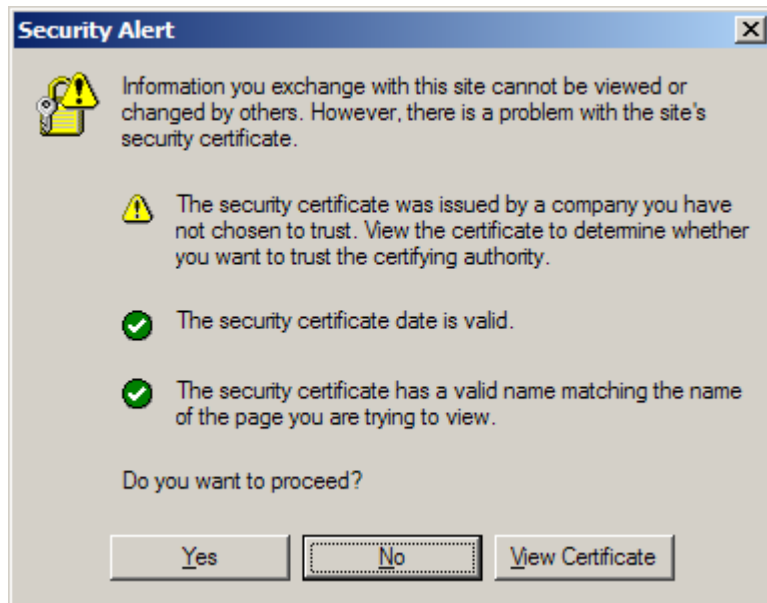 Security Alert
Information you exchange with this site cannot be viewed or
changed by others. However, there is a problem with the site's
security certificate.
The security certificate was issued by a company you have
not chosen to trust. View the certificate to determine whether
you want to trust the certifying authority.
The security certificate date is valid.
The security certificate has a valid name matching the name
of the page you are trying to view.
Do you want to proceed?
Yes No View Certificate